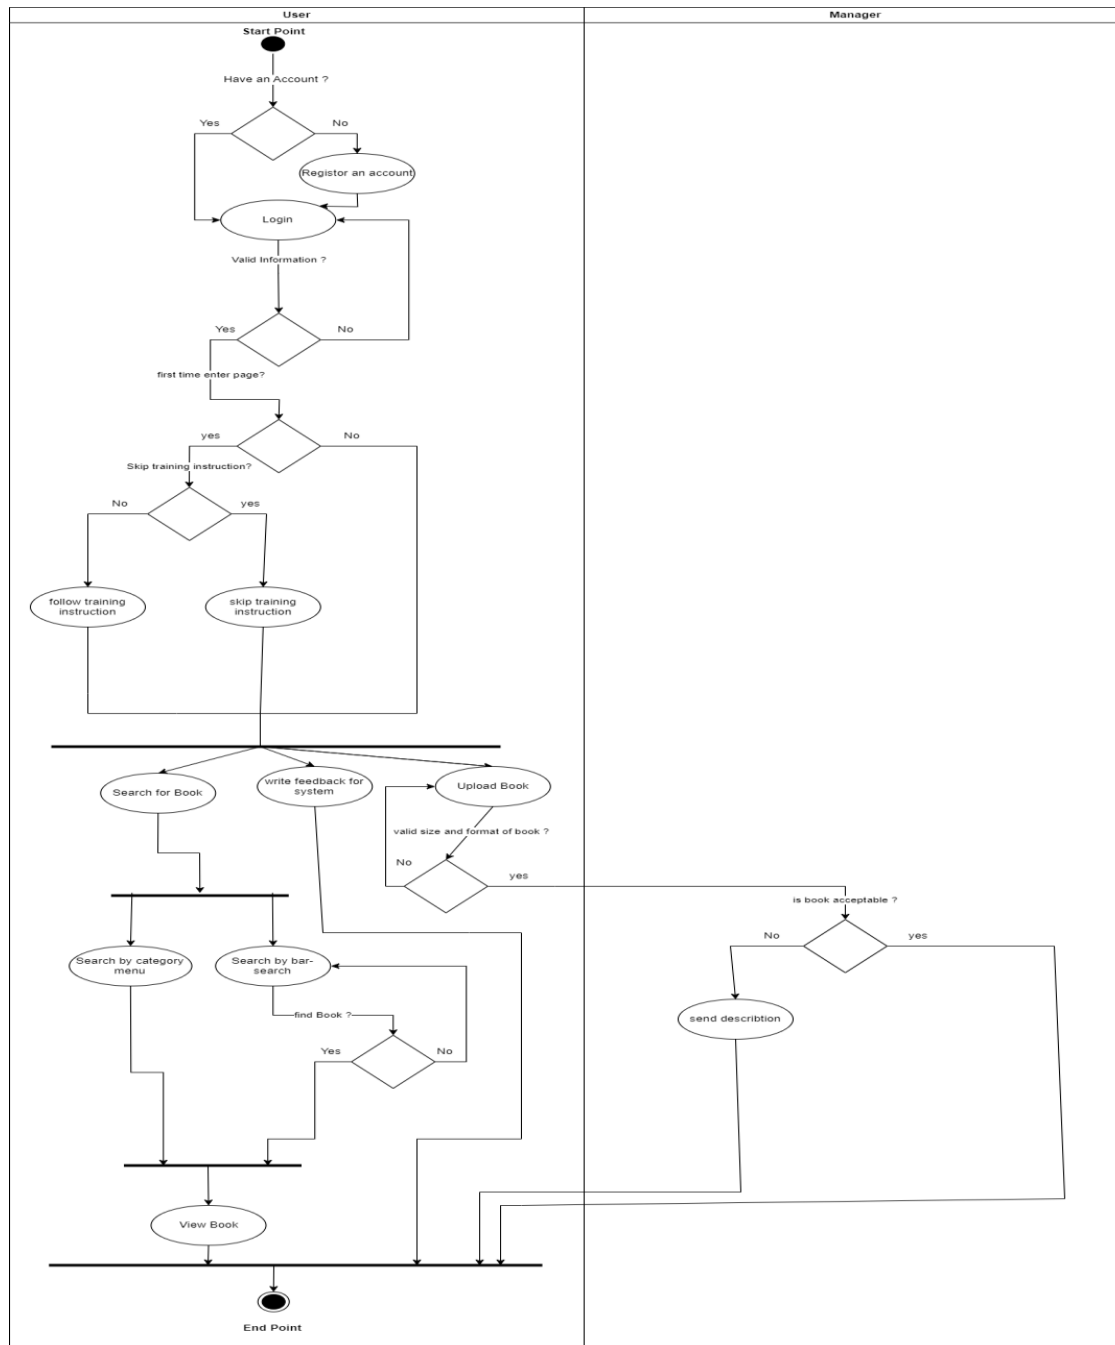 User
Manager
Start Point
Have an Account ?
Yes
No
Registor an account
Login
Valid Information ?
Yes
No
first time enter page?
yes
No
Skip training instruction?
No
yes
follow training
instruction
skip training
instruction
Search for Book
write feedback for
system
Upload Book
valid size and format of book ?
No
yes
is book acceptable ?
No
yes
Search by category
menu
Search by bar-
search
find Book ?
Yes
No
send describtion
View Book
End Point